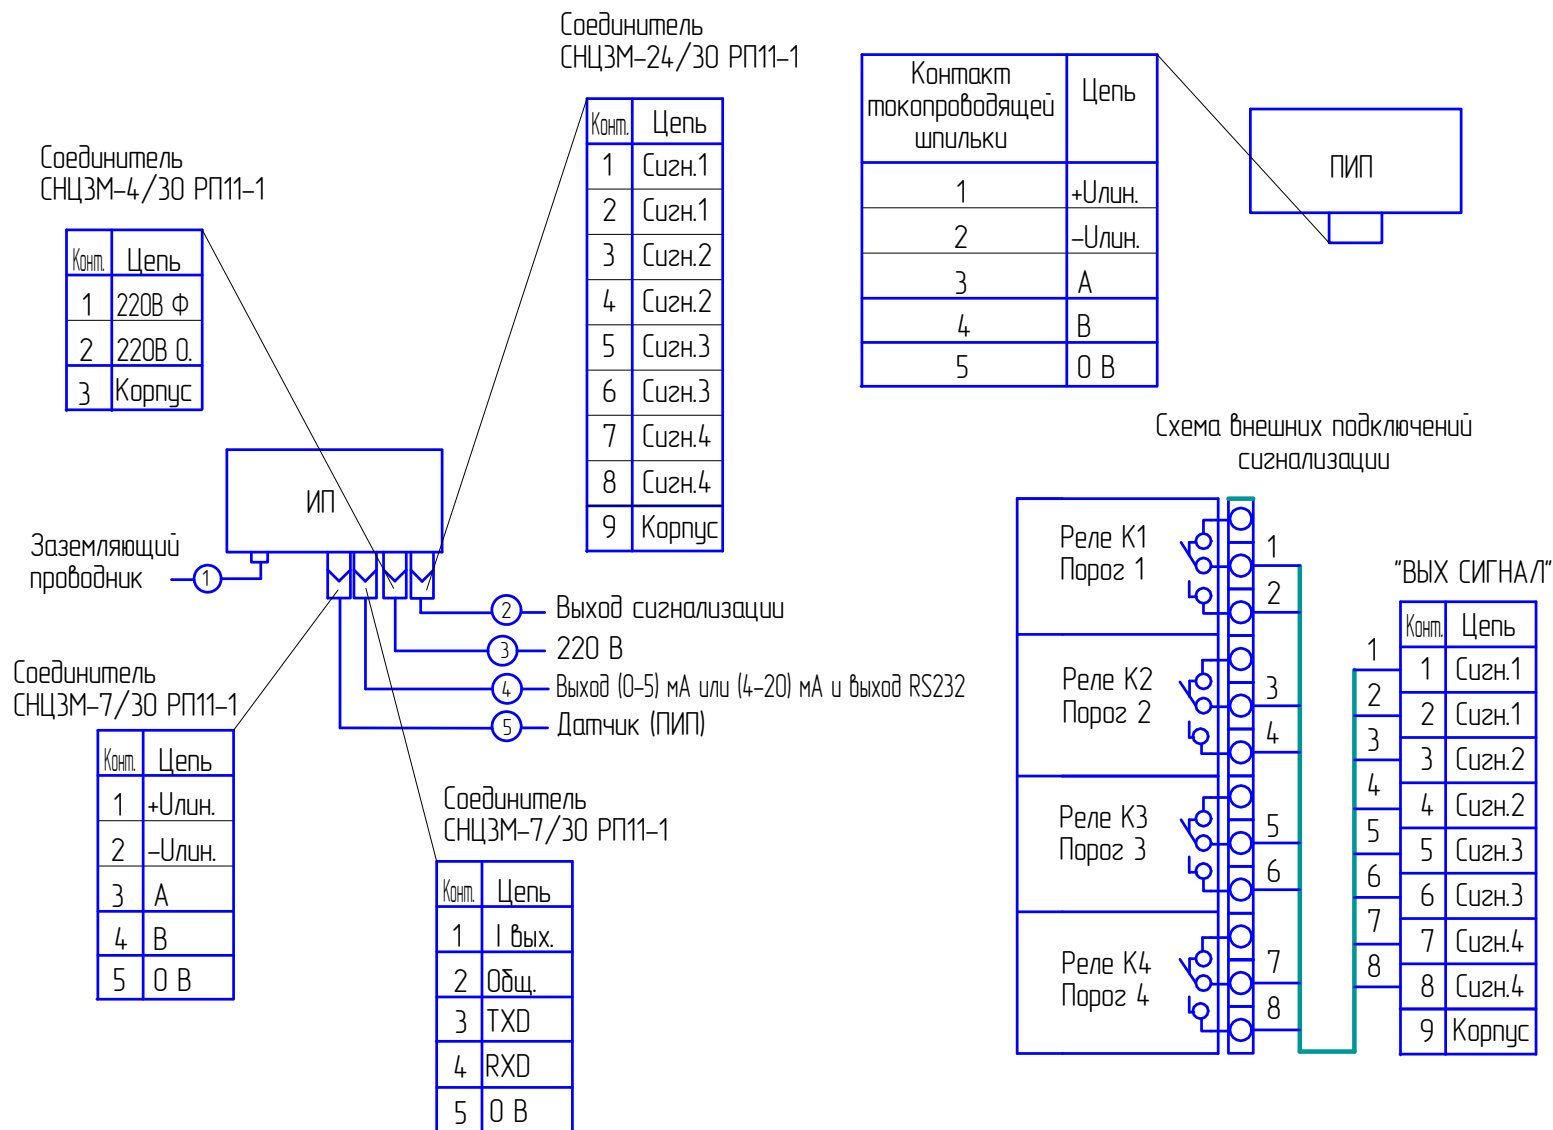 Соединитель
СНЦ3М-24/30 РП11-1
Конт. Цепь
1 Сигн.1
2 Сигн.1
3 Сигн.2
4 Сигн.2
5 Сигн.3
6 Сигн.3
7 Сигн.4
8 Сигн.4
9 Корпус
Соединитель
СНЦ3М-4/30 РП11-1
Конт. Цепь
1 220В Ф
2 220В 0.
3 Корпус
Контакт
токопроводящей
шпильки
Цепь
1 +Uлин.
2 -Uлин.
3 А
4 В
5 0 В
ПИП
ИП
Заземляющий
проводник
1
2 Выход сигнализации
3 220 В
4 Выход (0-5) мА или (4-20) мА и выход RS232
5 Датчик (ПИП)
Соединитель
СНЦ3М-7/30 РП11-1
Конт. Цепь
1 +Uлин.
2 -Uлин.
3 А
4 В
5 0 В
Соединитель
СНЦ3М-7/30 РП11-1
Конт. Цепь
1 I вых.
2 Общ.
3 TXD
4 RXD
5 0 В
Схема внешних подключений
сигнализации
Реле К1
Порог 1
1
2
Реле К2
Порог 2
3
4
Реле К3
Порог 3
5
6
Реле К4
Порог 4
7
8
"ВЫХ СИГНАЛ"
Конт. Цепь
1 1 Сигн.1
2 2 Сигн.1
3 3 Сигн.2
4 4 Сигн.2
5 5 Сигн.3
6 6 Сигн.3
7 7 Сигн.4
8 8 Сигн.4
9 Корпус